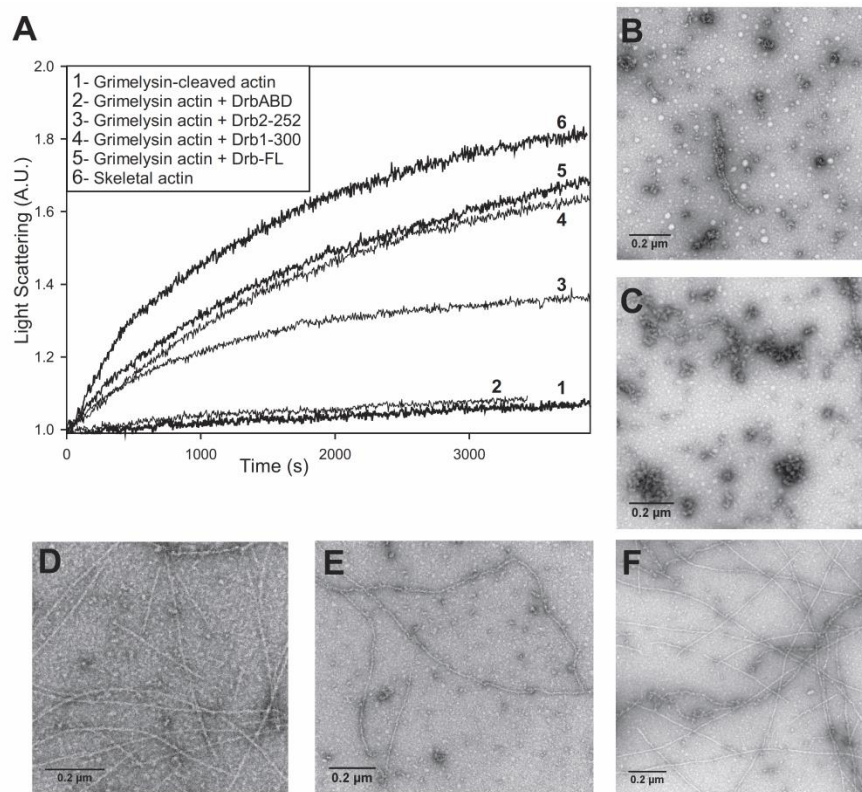 A
2.0
1.8
1.6
1.4
1.2
1.0
Light Scattering (A.U.)
1- Grimelysin-cleaved actin
2- Grimelysin actin + DrbABD
3- Grimelysin actin + Drb2-252
4- Grimelysin actin + Drb1-300
5- Grimelysin actin + Drb-FL
6- Skeletal actin
6
5
4
3
2
1
0
1000
2000
3000
Time (s)
B
0.2 µm
C
0.2 µm
D
0.2 µm
E
0.2 µm
F
0.2 µm